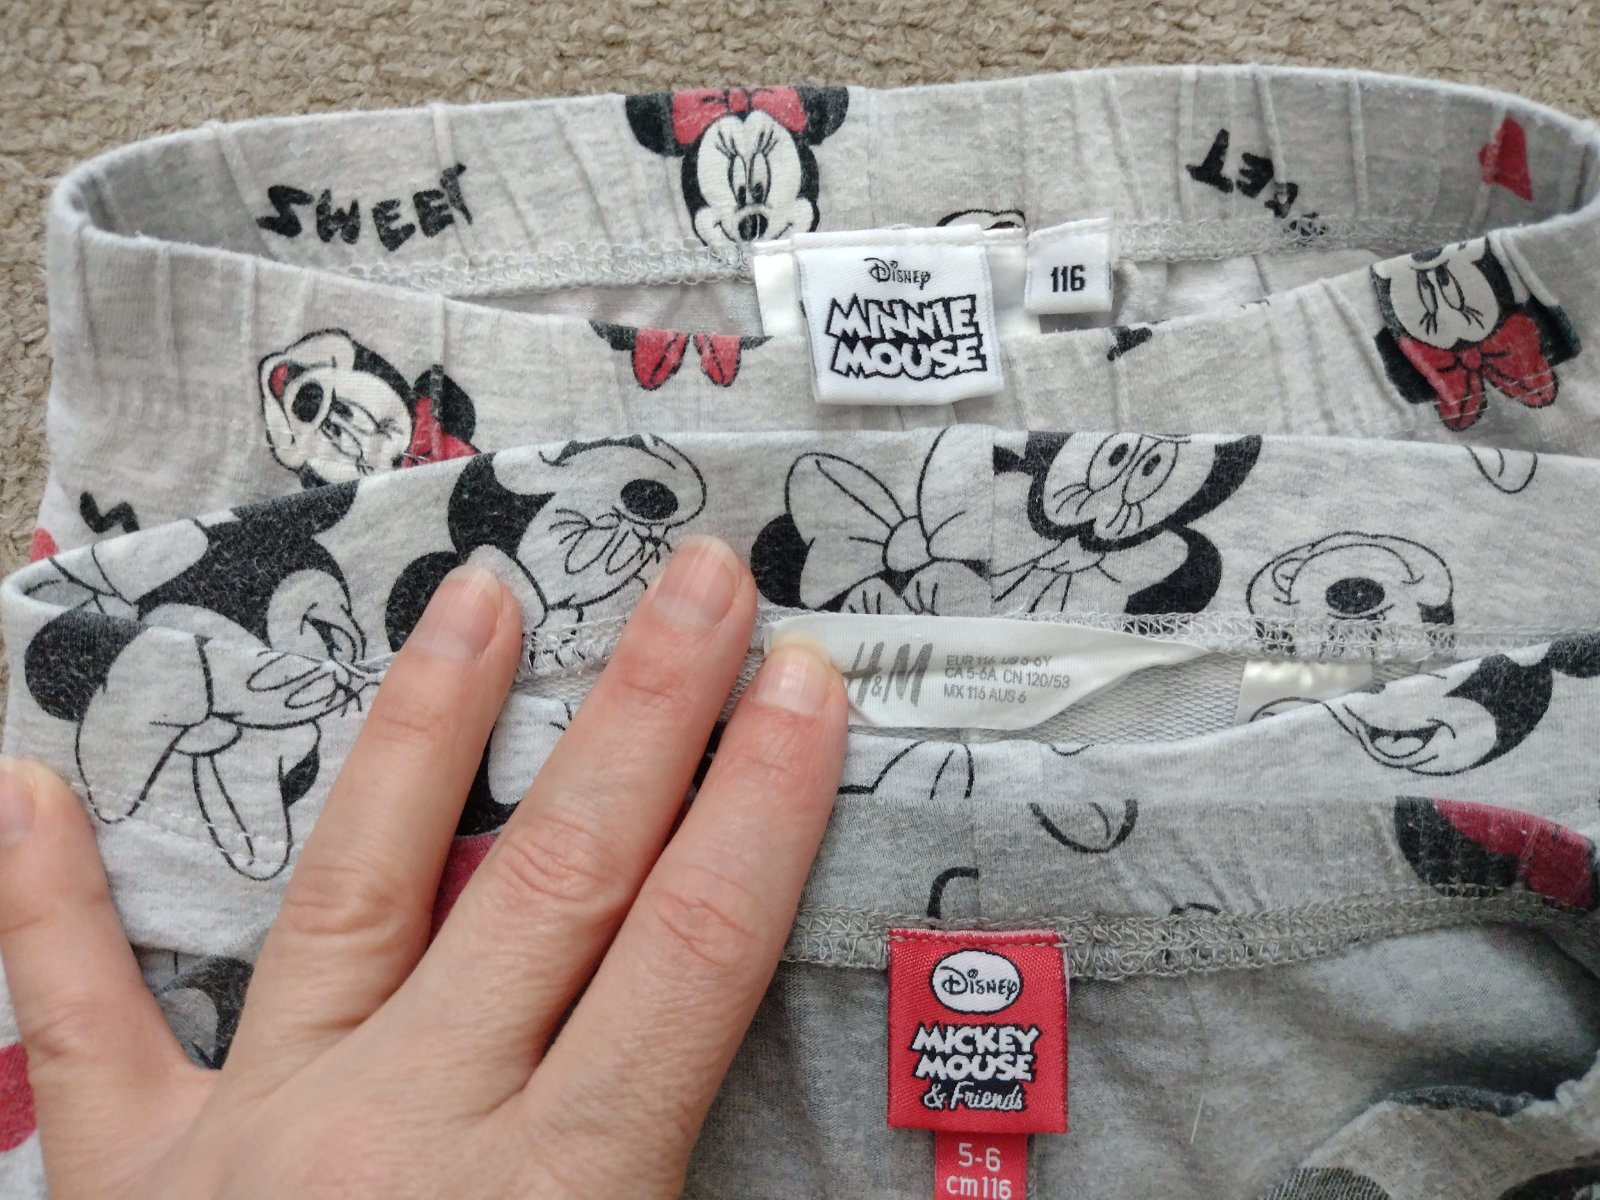 SWEET
SWEET
Disney
MINNIE
MOUSE
116
H&M
EUR 116 US 5-6Y
CA 5-6A CN 120/53
MX 116 AUS 6
Disney
MICKEY
MOUSE
& Friends
5-6
cm116